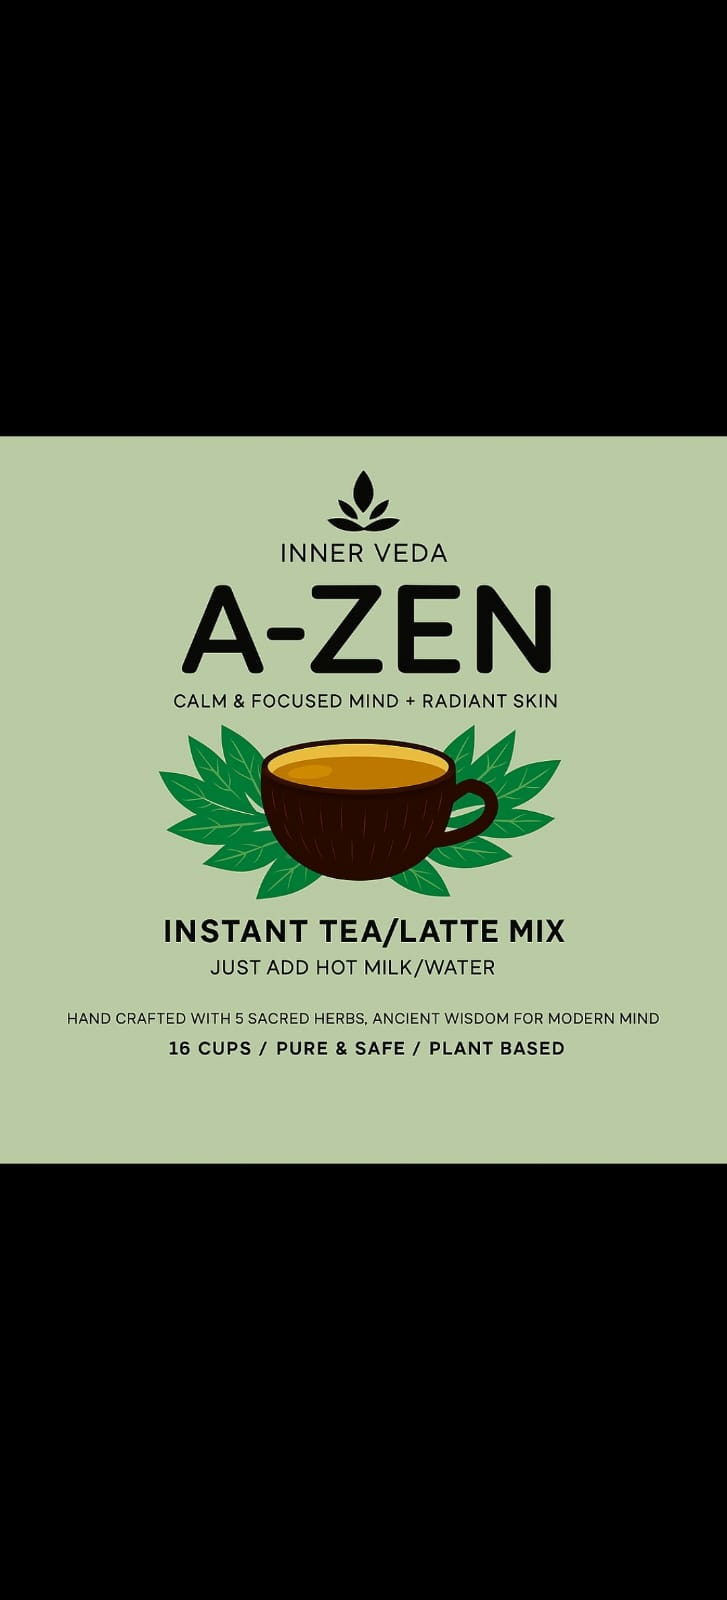 INNER VEDA
A-ZEN
CALM & FOCUSED MIND + RADIANT SKIN
INSTANT TEA/LATTE MIX
JUST ADD HOT MILK/WATER
HAND CRAFTED WITH 5 SACRED HERBS, ANCIENT WISDOM FOR MODERN MIND
16 CUPS / PURE & SAFE / PLANT BASED